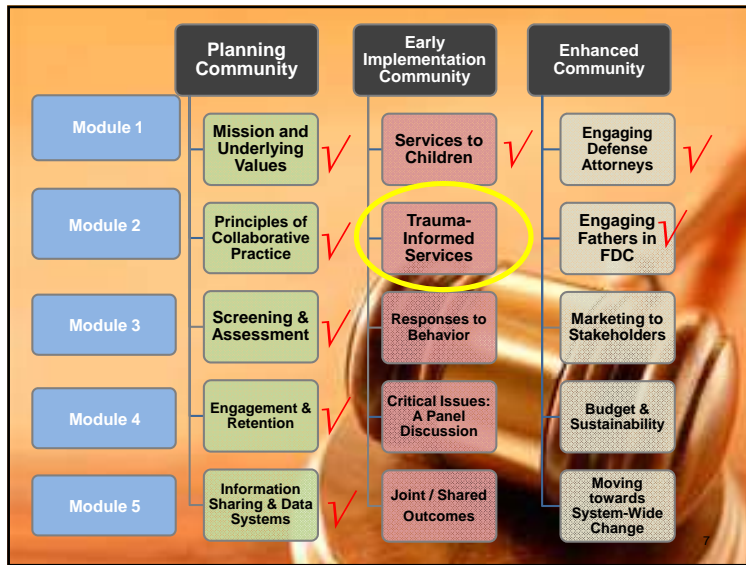 Planning
Community
Early
Implementation
Community
Enhanced
Community
Module 1
Mission and
Underlying
Values
Services to
Children
Engaging
Defense
Attorneys
Module 2
Principles of
Collaborative
Practice
Trauma-
Informed
Services
Engaging
Fathers in
FDC
Module 3
Screening &
Assessment
Responses to
Behavior
Marketing to
Stakeholders
Module 4
Engagement &
Retention
Critical Issues:
A Panel
Discussion
Budget &
Sustainability
Module 5
Information
Sharing & Data
Systems
Joint / Shared
Outcomes
Moving
towards
System-Wide
Change
7